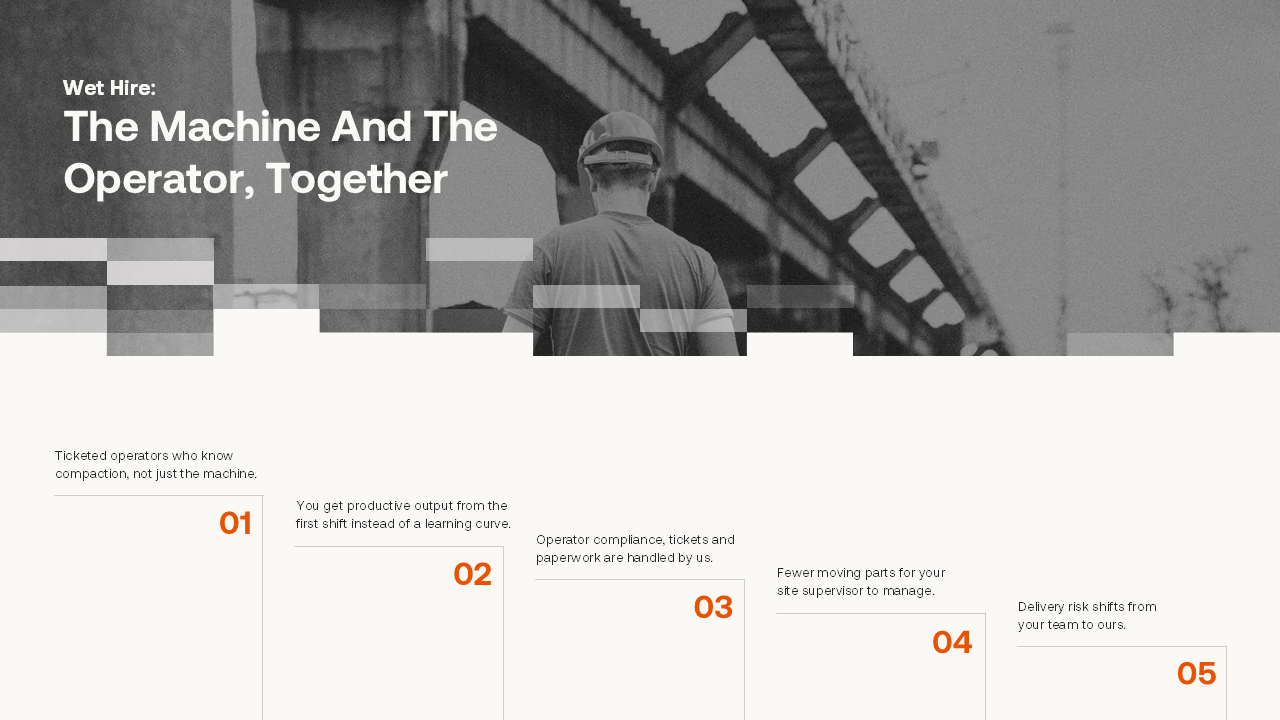 Wet Hire:
The Machine And The
Operator, Together
Ticketed operators who know
compaction, not just the machine.
01
You get productive output from the
first shift instead of a learning curve.
02
Operator compliance, tickets and
paperwork are handled by us.
03
Fewer moving parts for your
site supervisor to manage.
04
Delivery risk shifts from
your team to ours.
05